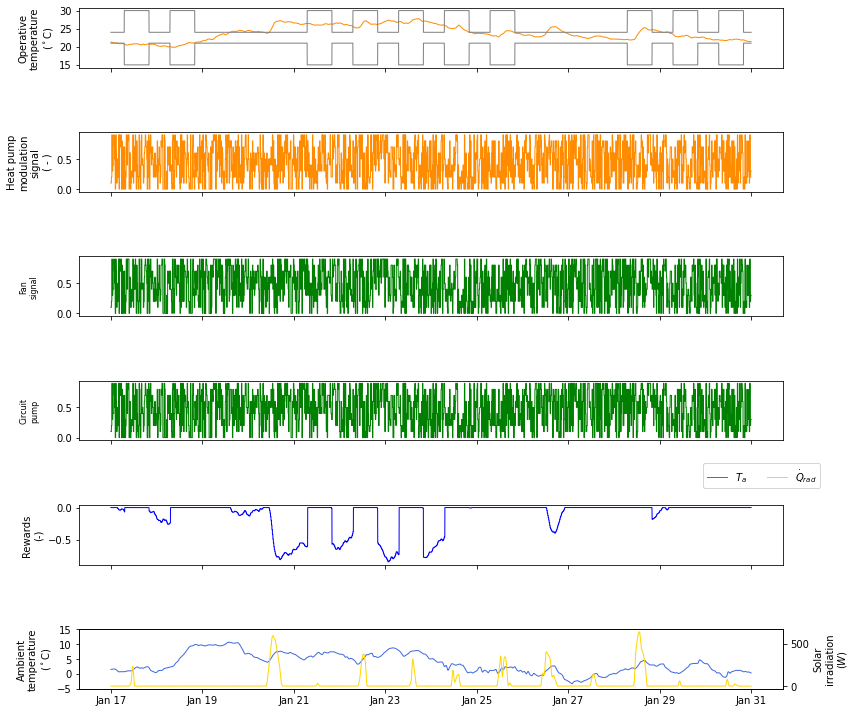 Operative
temperature
(°C)
30
25
20
15
Heat pump
modulation
signal
( - )
0.5
0.0
Fan
signal
0.5
0.0
Circuit
pump
0.5
0.0
T_a
Q̇_rad
Rewards
(-)
0.0
−0.5
Ambient
temperature
(°C)
15
10
5
0
−5
500
0
Solar
irradiation
(W)
Jan 17 Jan 19 Jan 21 Jan 23 Jan 25 Jan 27 Jan 29 Jan 31